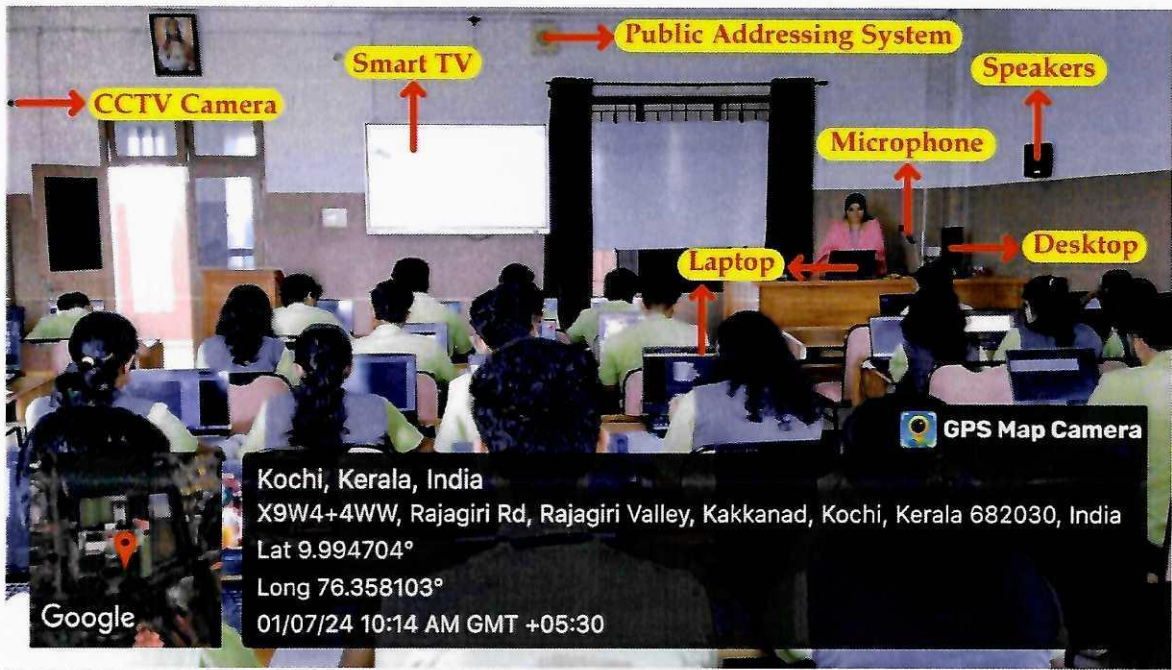 Public Addressing System
Smart TV
Speakers
CCTV Camera
Microphone
Desktop
Laptop
GPS Map Camera
Kochi, Kerala, India
X9W4+4WW, Rajagiri Rd, Rajagiri Valley, Kakkanad, Kochi, Kerala 682030, India
Lat 9.994704°
Long 76.358103°
01/07/24 10:14 AM GMT +05:30
Google